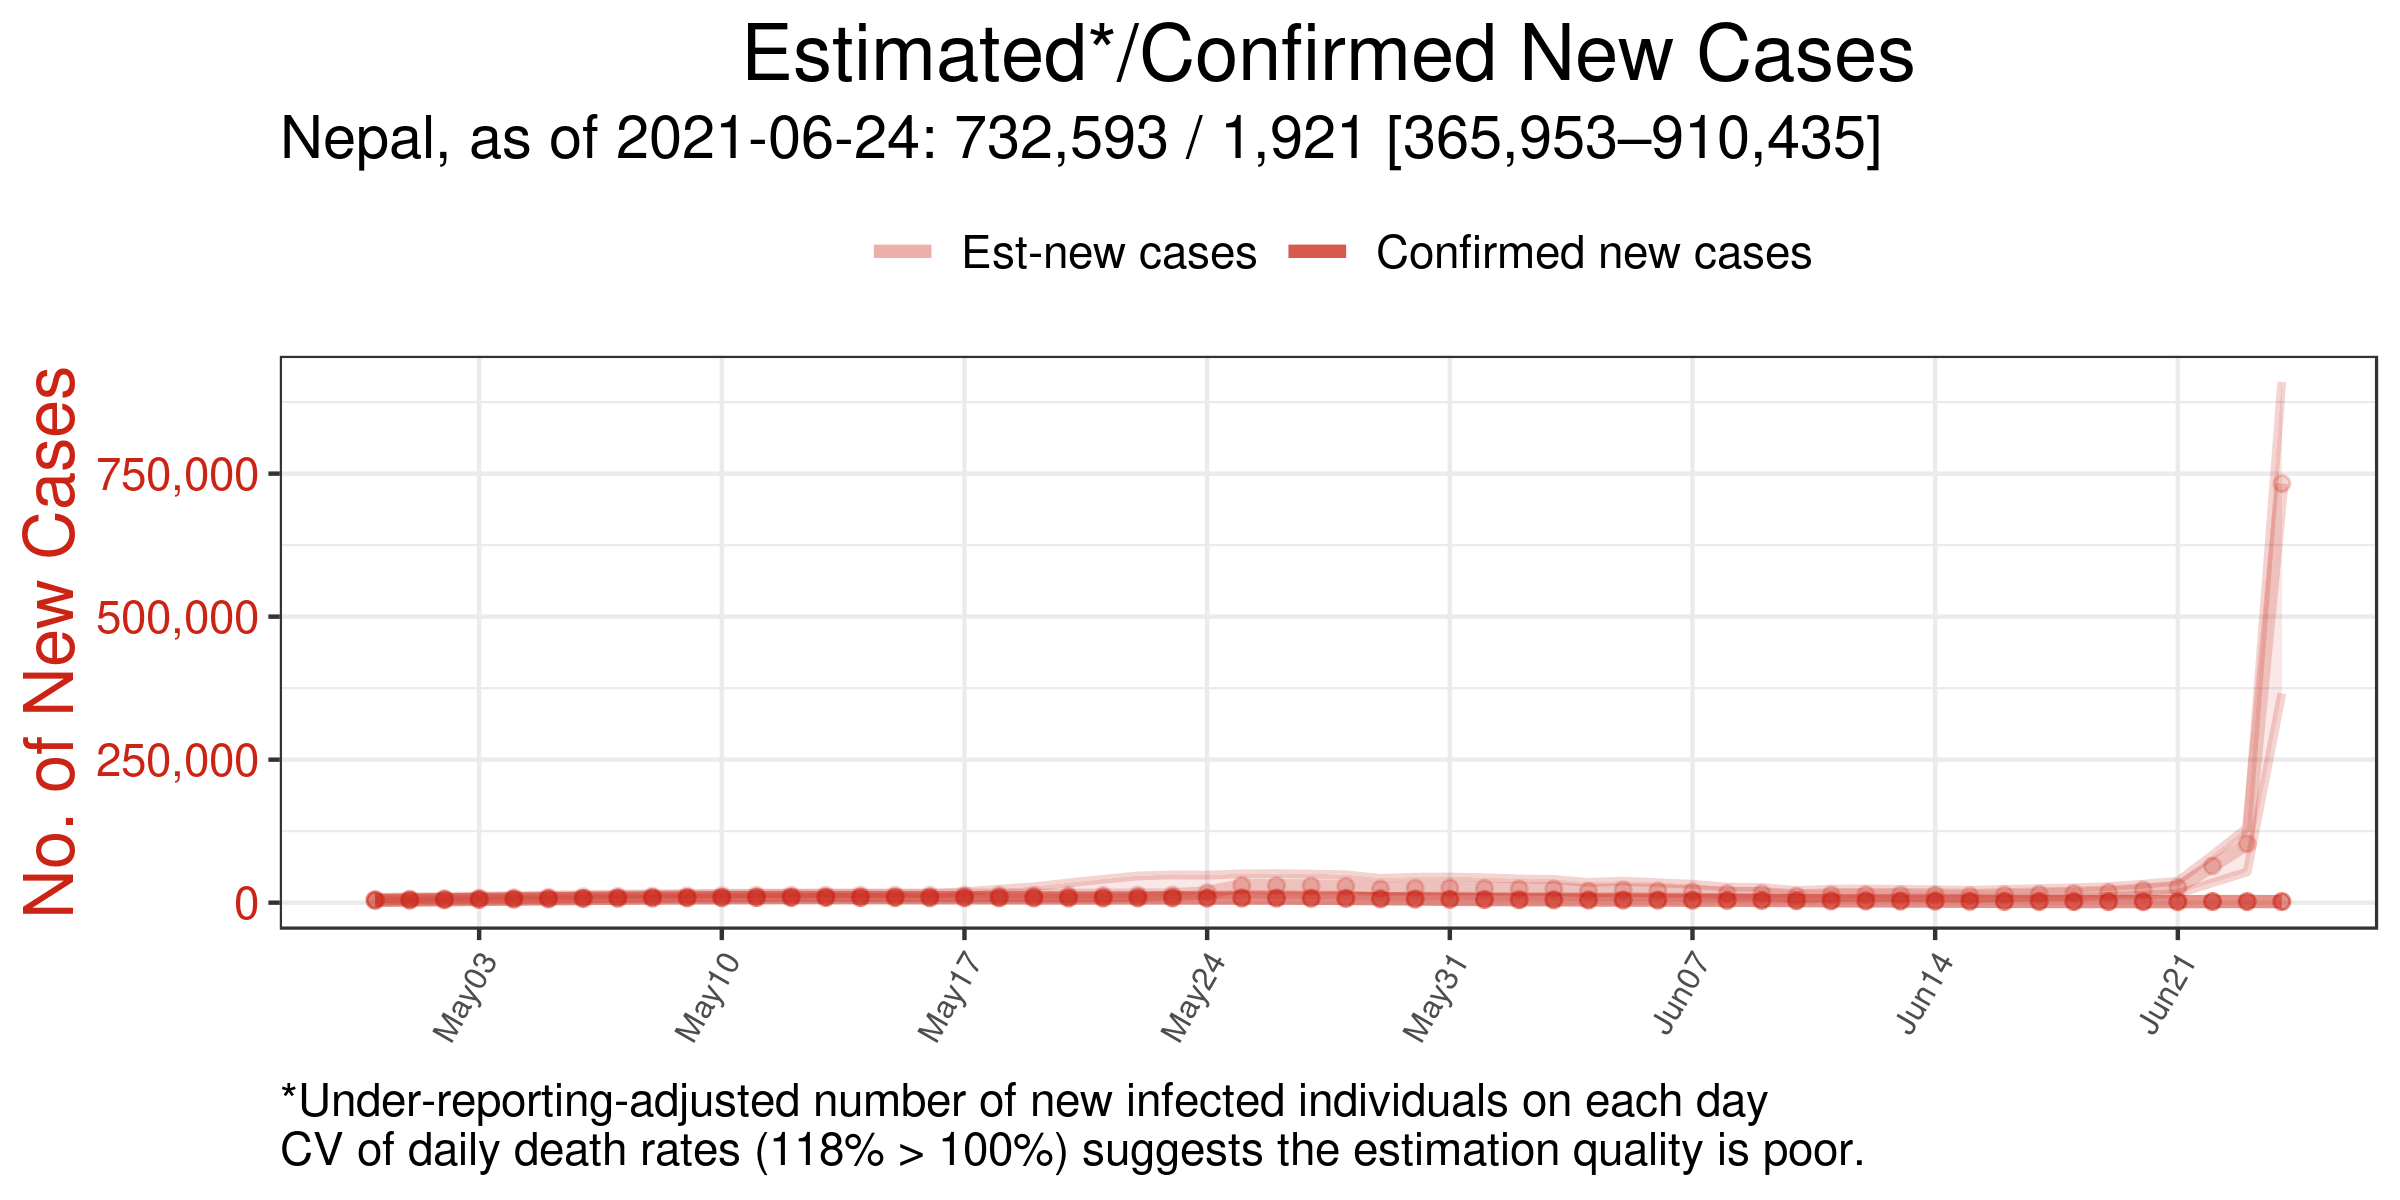 Estimated*/Confirmed New Cases
Nepal, as of 2021-06-24: 732,593 / 1,921 [365,953–910,435]
Est-new cases
Confirmed new cases
No. of New Cases
750,000
500,000
250,000
0
May03
May10
May17
May24
May31
Jun07
Jun14
Jun21
*Under-reporting-adjusted number of new infected individuals on each day
CV of daily death rates (118% > 100%) suggests the estimation quality is poor.